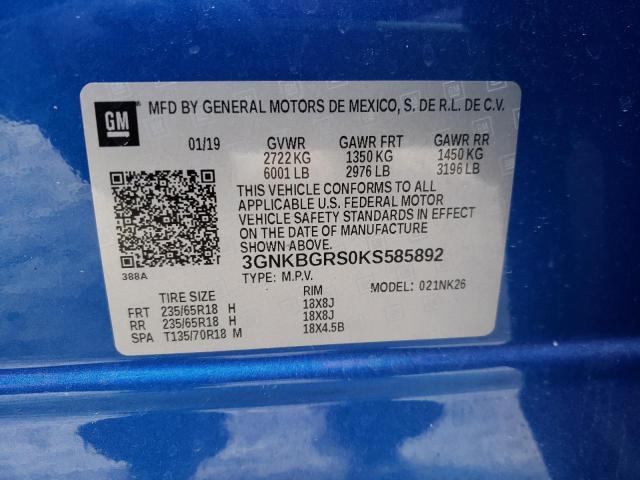 GM
MFD BY GENERAL MOTORS DE MEXICO, S. DE R.L. DE C.V.
01/19 GVWR GAWR FRT GAWR RR
2722 KG 1350 KG 1450 KG
6001 LB 2976 LB 3196 LB
THIS VEHICLE CONFORMS TO ALL
APPLICABLE U.S. FEDERAL MOTOR
VEHICLE SAFETY STANDARDS IN EFFECT
ON THE DATE OF MANUFACTURE
SHOWN ABOVE.
3GNKBGRS0KS585892
388A
TYPE: M.P.V.
MODEL: 021NK26
TIRE SIZE RIM
FRT 235/65R18 H 18X8J
RR 235/65R18 H 18X8J
SPA T135/70R18 M 18X4.5B